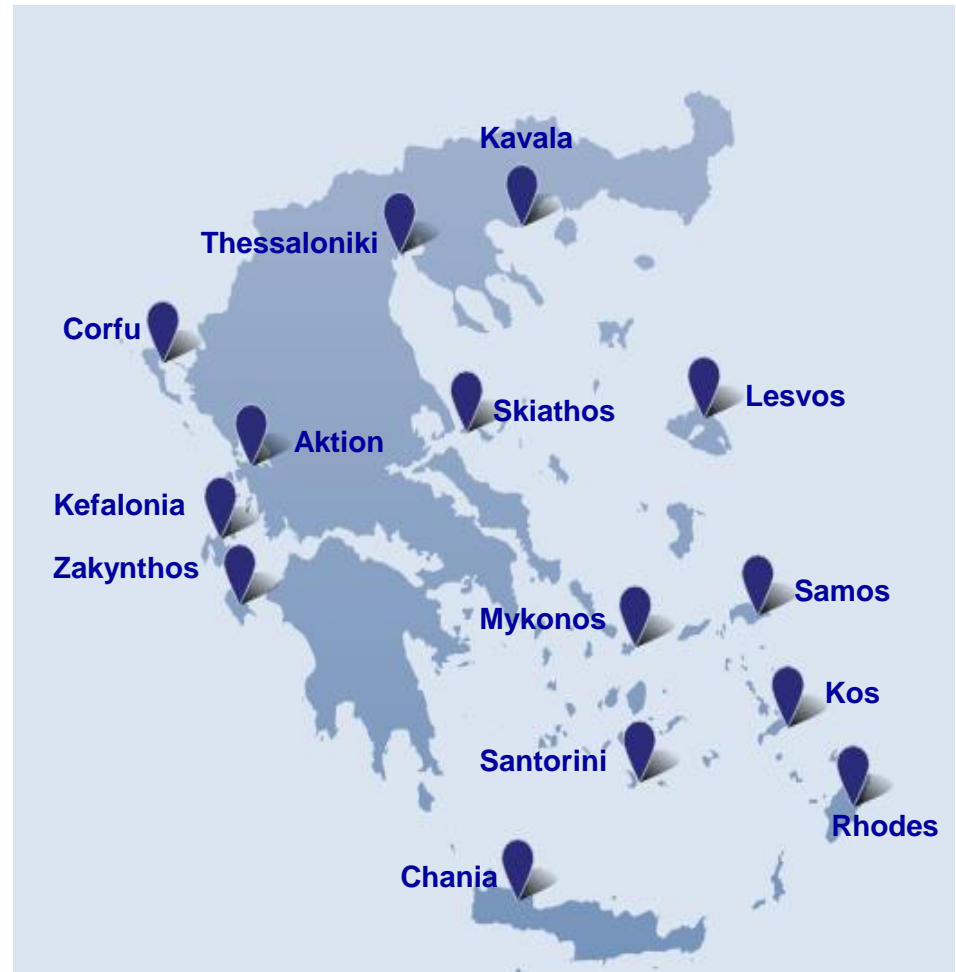 Kavala
Thessaloniki
Corfu
Skiathos
Lesvos
Aktion
Kefalonia
Zakynthos
Samos
Mykonos
Kos
Santorini
Rhodes
Chania